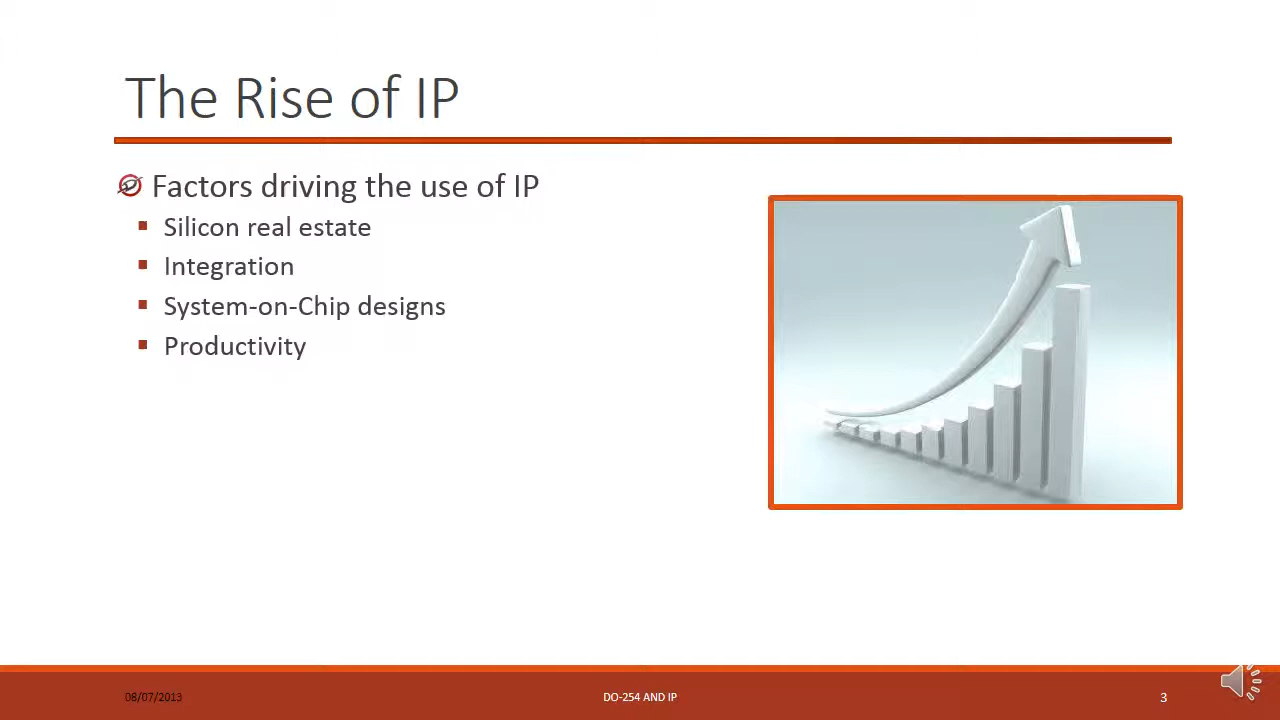 The Rise of IP
Factors driving the use of IP
Silicon real estate
Integration
System-on-Chip designs
Productivity
08/07/2013
DO-254 AND IP
3